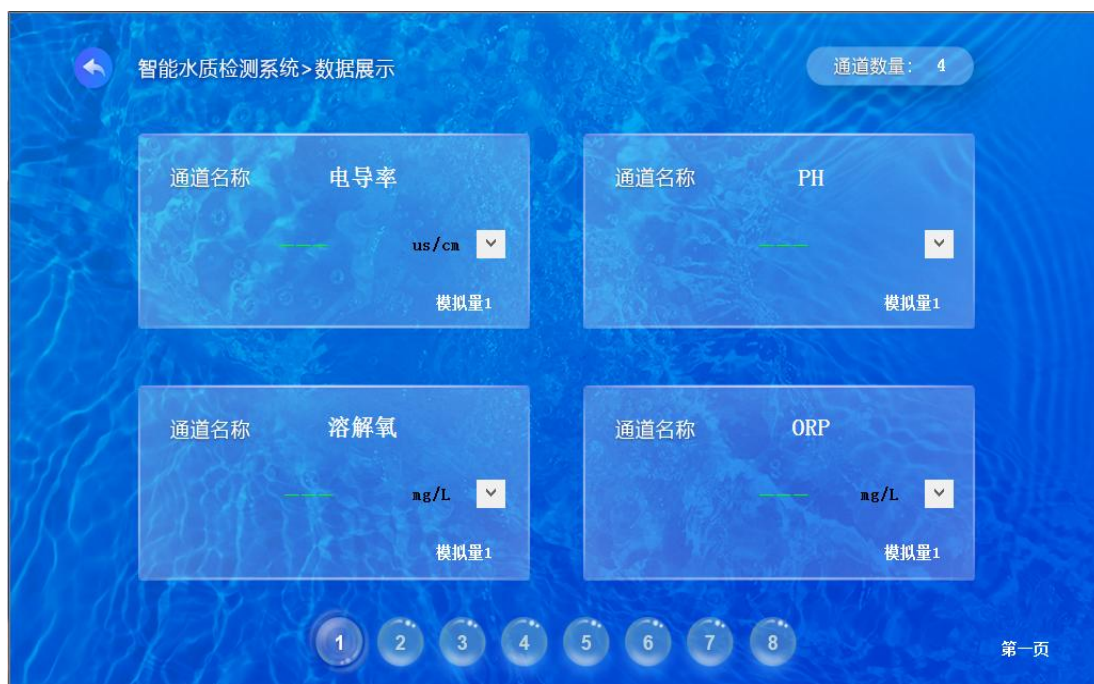 智能水质检测系统>数据展示
通道数量: 4
通道名称 电导率
--- us/cm
模拟量1
通道名称 PH
---
模拟量1
通道名称 溶解氧
--- mg/L
模拟量1
通道名称 ORP
--- mg/L
模拟量1
1 2 3 4 5 6 7 8
第一页